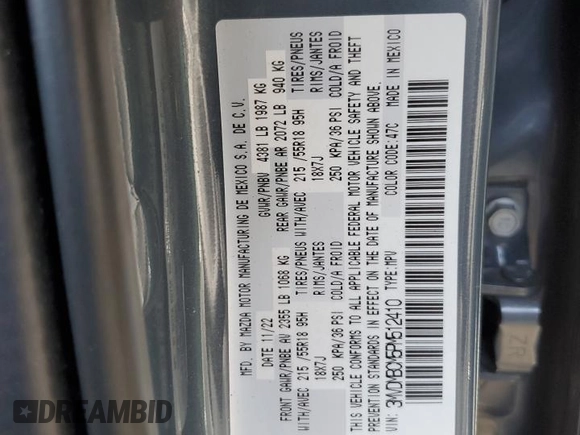 MFD. BY MAZDA MOTOR MANUFACTURING DE MEXICO S.A. DE C.V.
DATE 11/22 GVWR/PNBV 4381 LB 1987 KG
FRONT GAWR/PNBE AV 2355 LB 1068 KG REAR GAWR/PNBE AR 2072 LB 940 KG
WITH/AVEC 215 /55R18 95H TIRES/PNEUS WITH/AVEC 215 /55R18 95H TIRES/PNEUS
18X7J RIMS/JANTES 18X7J RIMS/JANTES
250 KPA/36 PSI COLD/A FROID 250 KPA/36 PSI COLD/A FROID
THIS VEHICLE CONFORMS TO ALL APPLICABLE FEDERAL MOTOR VEHICLE SAFETY AND THEFT
PREVENTION STANDARDS IN EFFECT ON THE DATE OF MANUFACTURE SHOWN ABOVE.
VIN: 3MVDMBCM5PM512410 TYPE:MPV COLOR CODE:47C MADE IN MEXICO
DREAMBID